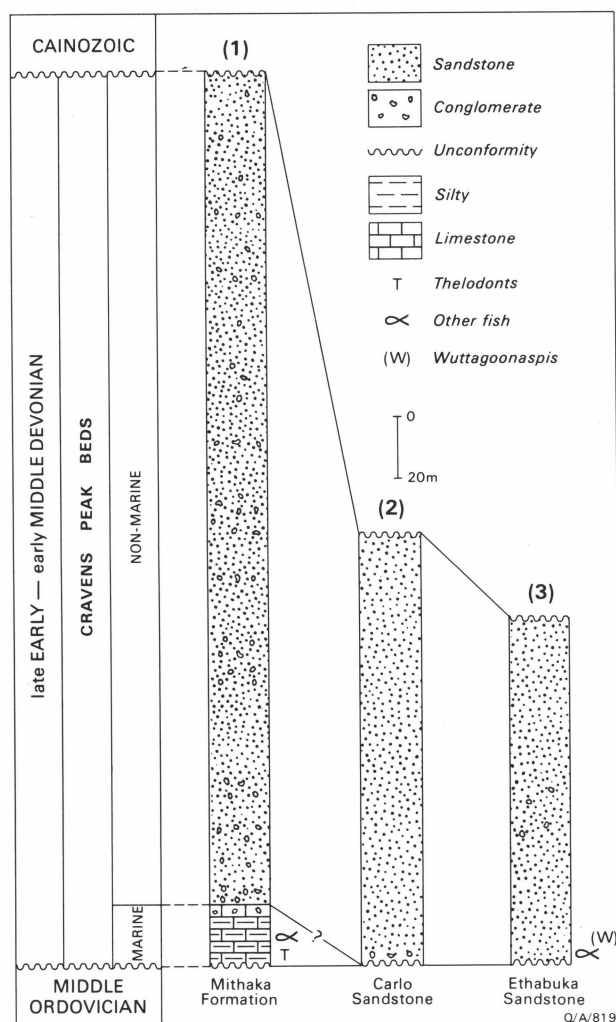 CAINOZOIC
late EARLY — early MIDDLE DEVONIAN
CRAVENS PEAK BEDS
NON-MARINE
MARINE
MIDDLE
ORDOVICIAN
(1)
(2)
(3)
Sandstone
Conglomerate
Unconformity
Silty
Limestone
T Thelodonts
Other fish
(W) Wuttagoonaspis
0
20m
?
T
(W)
Mithaka
Formation
Carlo
Sandstone
Ethabuka
Sandstone
Q/A/819